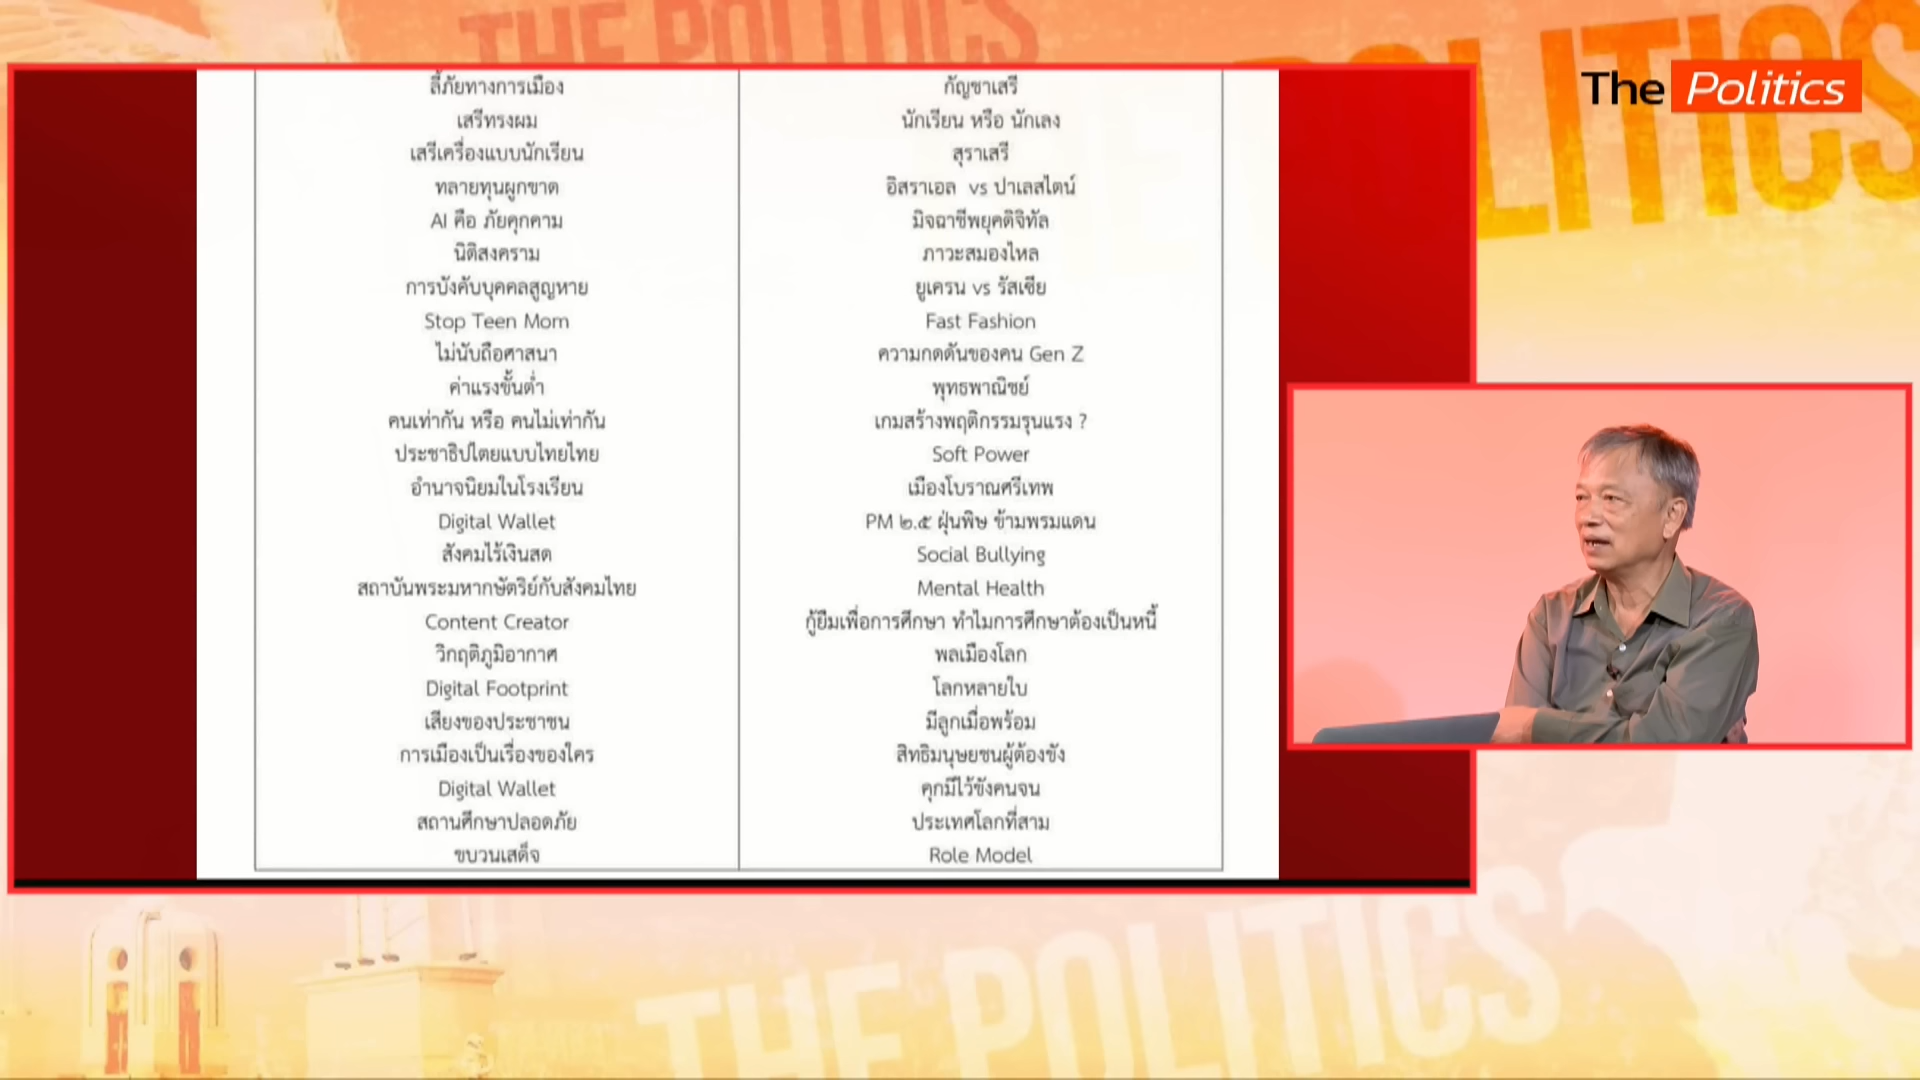 THE POLITICS
POLITICS
The Politics
ลี้ภัยทางการเมือง
กัญชาเสรี
เสรีทรงผม
นักเรียน หรือ นักเลง
เสรีเครื่องแบบนักเรียน
สุราเสรี
ทลายทุนผูกขาด
อิสราเอล vs ปาเลสไตน์
AI คือ ภัยคุกคาม
มิจฉาชีพยุคดิจิทัล
นิติสงคราม
ภาวะสมองไหล
การบังคับบุคคลสูญหาย
ยูเครน vs รัสเซีย
Stop Teen Mom
Fast Fashion
ไม่นับถือศาสนา
ความกดดันของคน Gen Z
ค่าแรงขั้นต่ำ
พุทธพาณิชย์
คนเท่ากัน หรือ คนไม่เท่ากัน
เกมสร้างพฤติกรรมรุนแรง ?
ประชาธิปไตยแบบไทยไทย
Soft Power
อำนาจนิยมในโรงเรียน
เมืองโบราณศรีเทพ
Digital Wallet
PM ๒.๕ ฝุ่นพิษ ข้ามพรมแดน
สังคมไร้เงินสด
Social Bullying
สถาบันพระมหากษัตริย์กับสังคมไทย
Mental Health
Content Creator
กู้ยืมเพื่อการศึกษา ทำไมการศึกษาต้องเป็นหนี้
วิกฤติภูมิอากาศ
พลเมืองโลก
Digital Footprint
โลกหลายใบ
เสียงของประชาชน
มีลูกเมื่อพร้อม
การเมืองเป็นเรื่องของใคร
สิทธิมนุษยชนผู้ต้องขัง
Digital Wallet
คุกมีไว้ขังคนจน
สถานศึกษาปลอดภัย
ประเทศโลกที่สาม
ขบวนเสด็จ
Role Model
THE POLITICS